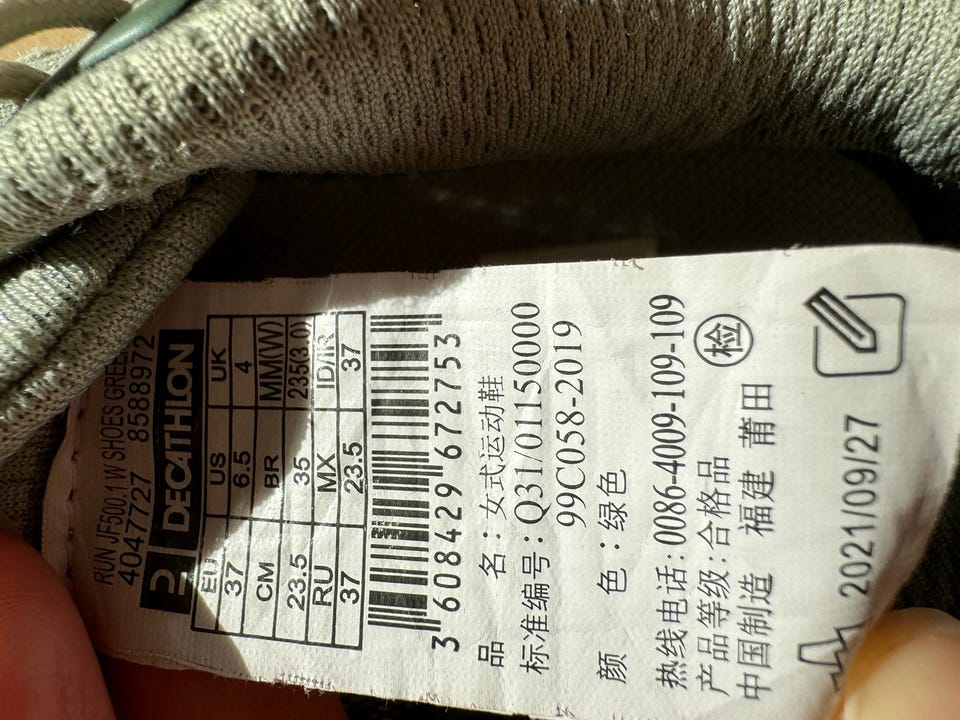 RUN JF500.1 W SHOES GREE
4047727 8588972
DECATHLON
EU US UK
37 6.5 4
CM BR MM(W)
23.5 35 235(3.0)
RU MX ID/IR
37 23.5 37
3 608429 672753
品 名：女式运动鞋
标准编号：Q31/01150000
99C058-2019
颜 色：绿色
热线电话：0086-4009-109-109
产品等级：合格品 检
中国制造 福建 莆田
2021/09/27